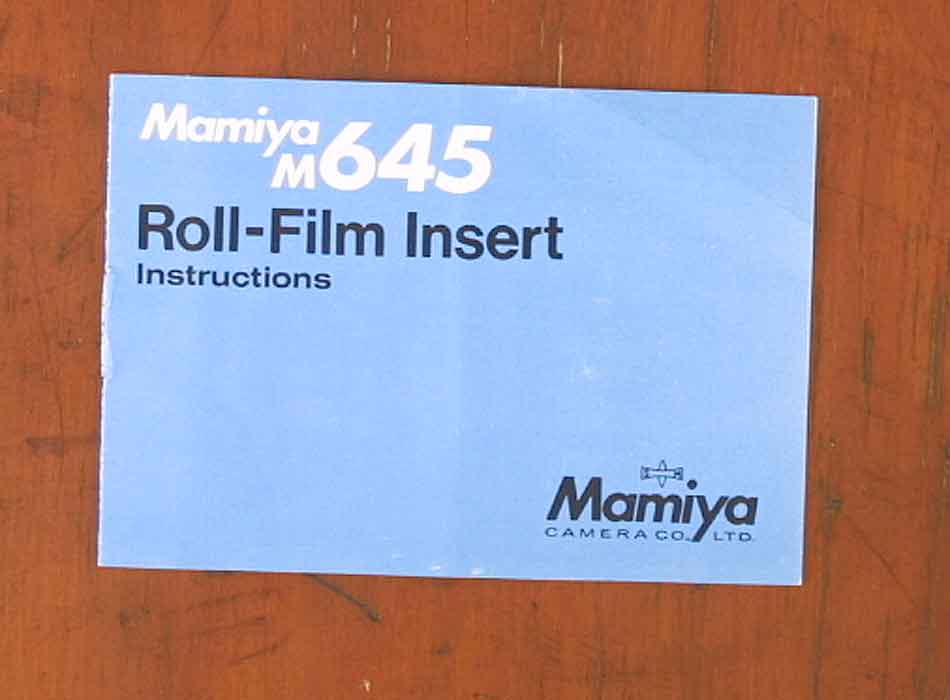 Mamiya
M645
Roll-Film Insert
Instructions
Mamiya
CAMERA CO., LTD.